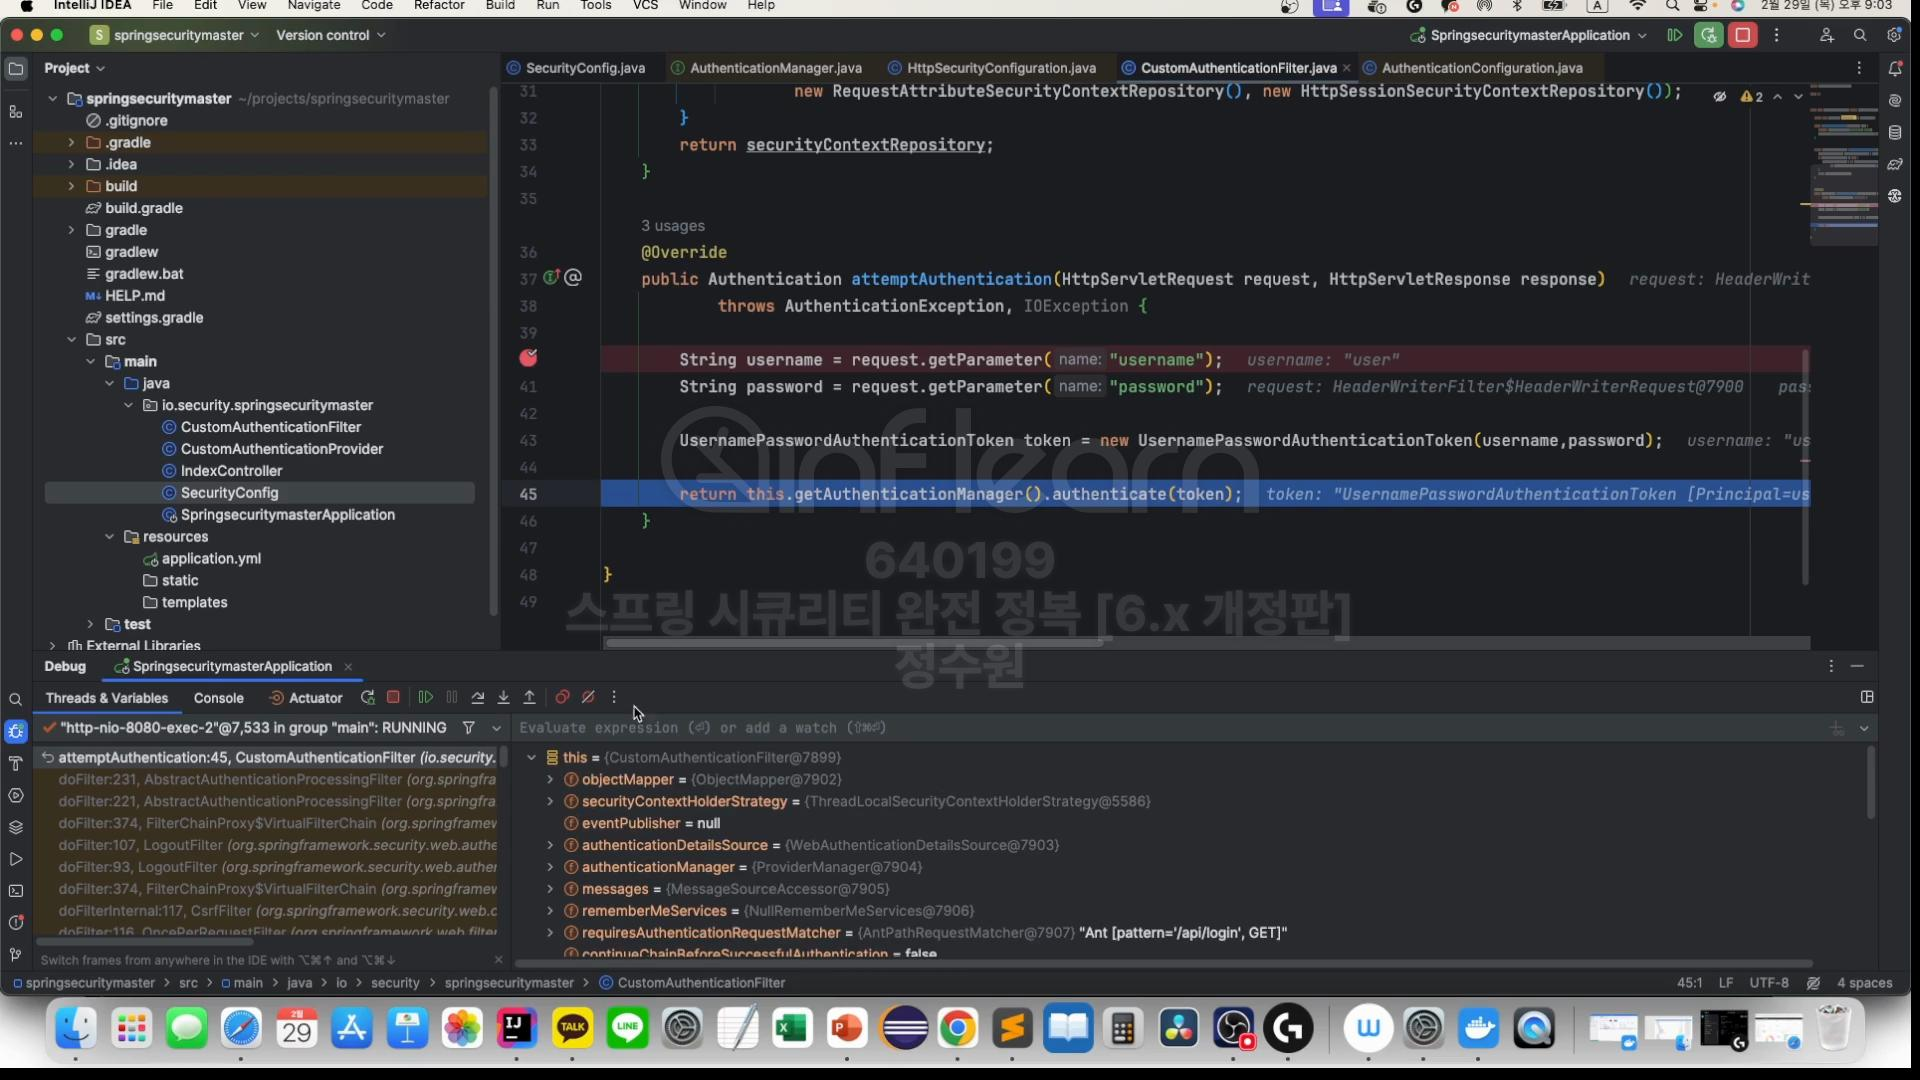 IntelliJ IDEA File Edit View Navigate Code Refactor Build Run Tools VCS Window Help
A
2월 29일 (목) 오후 9:03
S springsecuritymaster Version control SpringsecuritymasterApplication
Project
SecurityConfig.java AuthenticationManager.java HttpSecurityConfiguration.java CustomAuthenticationFilter.java AuthenticationConfiguration.java
springsecuritymaster ~/projects/springsecuritymaster
.gitignore
.gradle
.idea
build
build.gradle
gradle
gradlew
gradlew.bat
HELP.md
settings.gradle
src
main
java
io.security.springsecuritymaster
CustomAuthenticationFilter
CustomAuthenticationProvider
IndexController
SecurityConfig
SpringsecuritymasterApplication
resources
application.yml
static
templates
test
External Libraries
31 new RequestAttributeSecurityContextRepository(), new HttpSessionSecurityContextRepository());
2
32 }
33 return securityContextRepository;
34 }
35
3 usages
36 @Override
37 public Authentication attemptAuthentication(HttpServletRequest request, HttpServletResponse response) request: HeaderWrit
38 throws AuthenticationException, IOException {
39
String username = request.getParameter( name: "username"); username: "user"
41 String password = request.getParameter( name: "password"); request: HeaderWriterFilter$HeaderWriterRequest@7900 pas
42
43 UsernamePasswordAuthenticationToken token = new UsernamePasswordAuthenticationToken(username,password); username: "us
44
45 return this.getAuthenticationManager().authenticate(token); token: "UsernamePasswordAuthenticationToken [Principal=us
46 }
47
48 }
49
inflearn
640199
스프링 시큐리티 완전 정복 [6.x 개정판]
정수원
Debug SpringsecuritymasterApplication
Threads & Variables Console Actuator
"http-nio-8080-exec-2"@7,533 in group "main": RUNNING
attemptAuthentication:45, CustomAuthenticationFilter (io.security.
doFilter:231, AbstractAuthenticationProcessingFilter (org.springfra
doFilter:221, AbstractAuthenticationProcessingFilter (org.springfra
doFilter:374, FilterChainProxy$VirtualFilterChain (org.springframew
doFilter:107, LogoutFilter (org.springframework.security.web.authe
doFilter:93, LogoutFilter (org.springframework.security.web.authen
doFilter:374, FilterChainProxy$VirtualFilterChain (org.springframew
doFilterInternal:117, CsrfFilter (org.springframework.security.web.c
doFilter:116, OncePerRequestFilter (org.springframework.web.filter
Switch frames from anywhere in the IDE with ⌥⌘↑ and ⌥⌘↓
Evaluate expression (⏎) or add a watch (⇧⌘⏎)
this = {CustomAuthenticationFilter@7899}
objectMapper = {ObjectMapper@7902}
securityContextHolderStrategy = {ThreadLocalSecurityContextHolderStrategy@5586}
eventPublisher = null
authenticationDetailsSource = {WebAuthenticationDetailsSource@7903}
authenticationManager = {ProviderManager@7904}
messages = {MessageSourceAccessor@7905}
rememberMeServices = {NullRememberMeServices@7906}
requiresAuthenticationRequestMatcher = {AntPathRequestMatcher@7907} "Ant [pattern='/api/login', GET]"
continueChainBeforeSuccessfulAuthentication = false
springsecuritymaster > src > main > java > io > security > springsecuritymaster > CustomAuthenticationFilter
45:1 LF UTF-8 4 spaces
2월
29
IJ
TALK
LINE
X
P
W